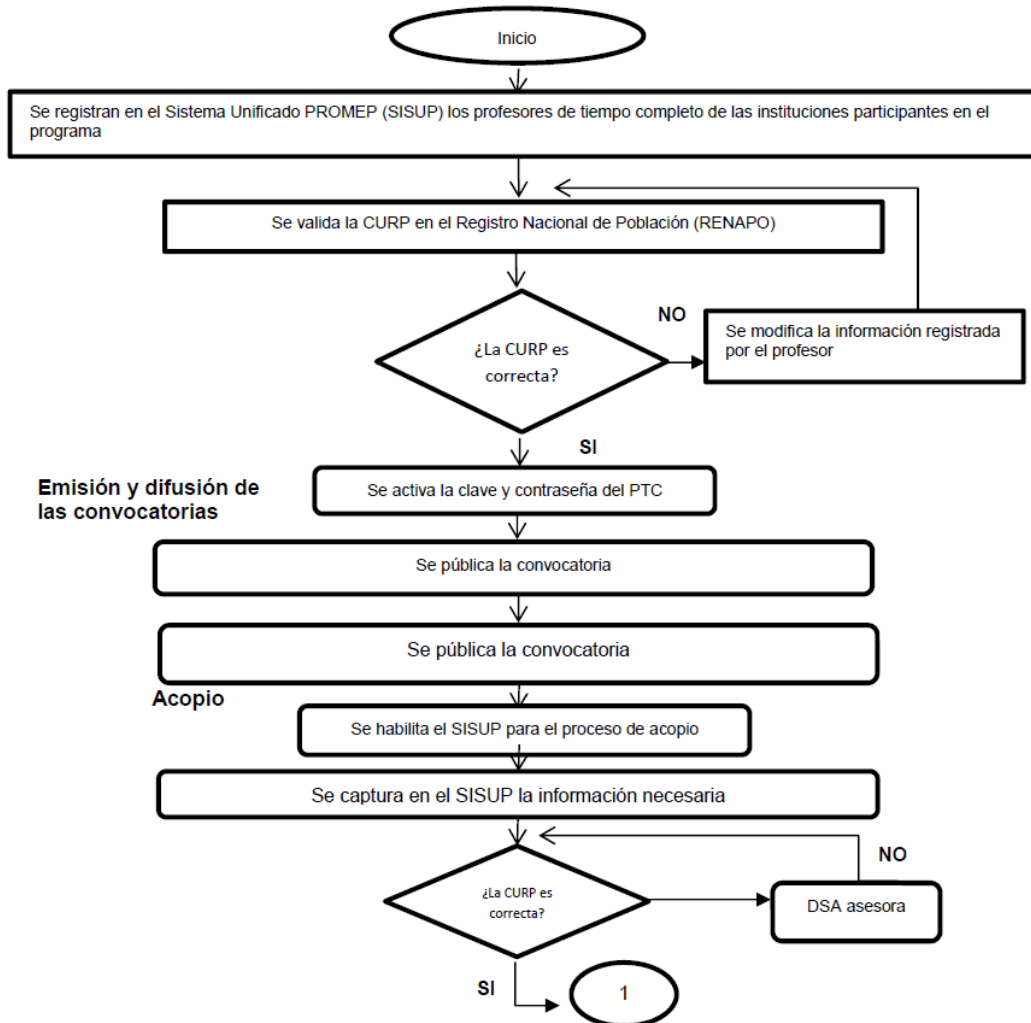 Inicio
Se registran en el Sistema Unificado PROMEP (SISUP) los profesores de tiempo completo de las instituciones participantes en el
programa
Se valida la CURP en el Registro Nacional de Población (RENAPO)
NO
Se modifica la información registrada
por el profesor
¿La CURP es
correcta?
SI
Emisión y difusión de
las convocatorias
Se activa la clave y contraseña del PTC
Se pública la convocatoria
Se pública la convocatoria
Acopio
Se habilita el SISUP para el proceso de acopio
Se captura en el SISUP la información necesaria
NO
¿La CURP es
correcta?
DSA asesora
SI
1